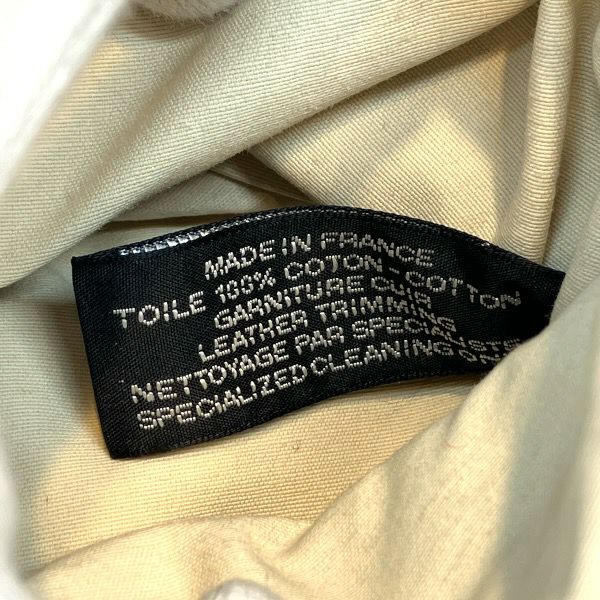 MADE IN FRANCE
TOILE 100% COTON - COTTON
GARNITURE CUIR
LEATHER TRIMMING
NETTOYAGE PAR SPECIALISTE
SPECIALIZED CLEANING